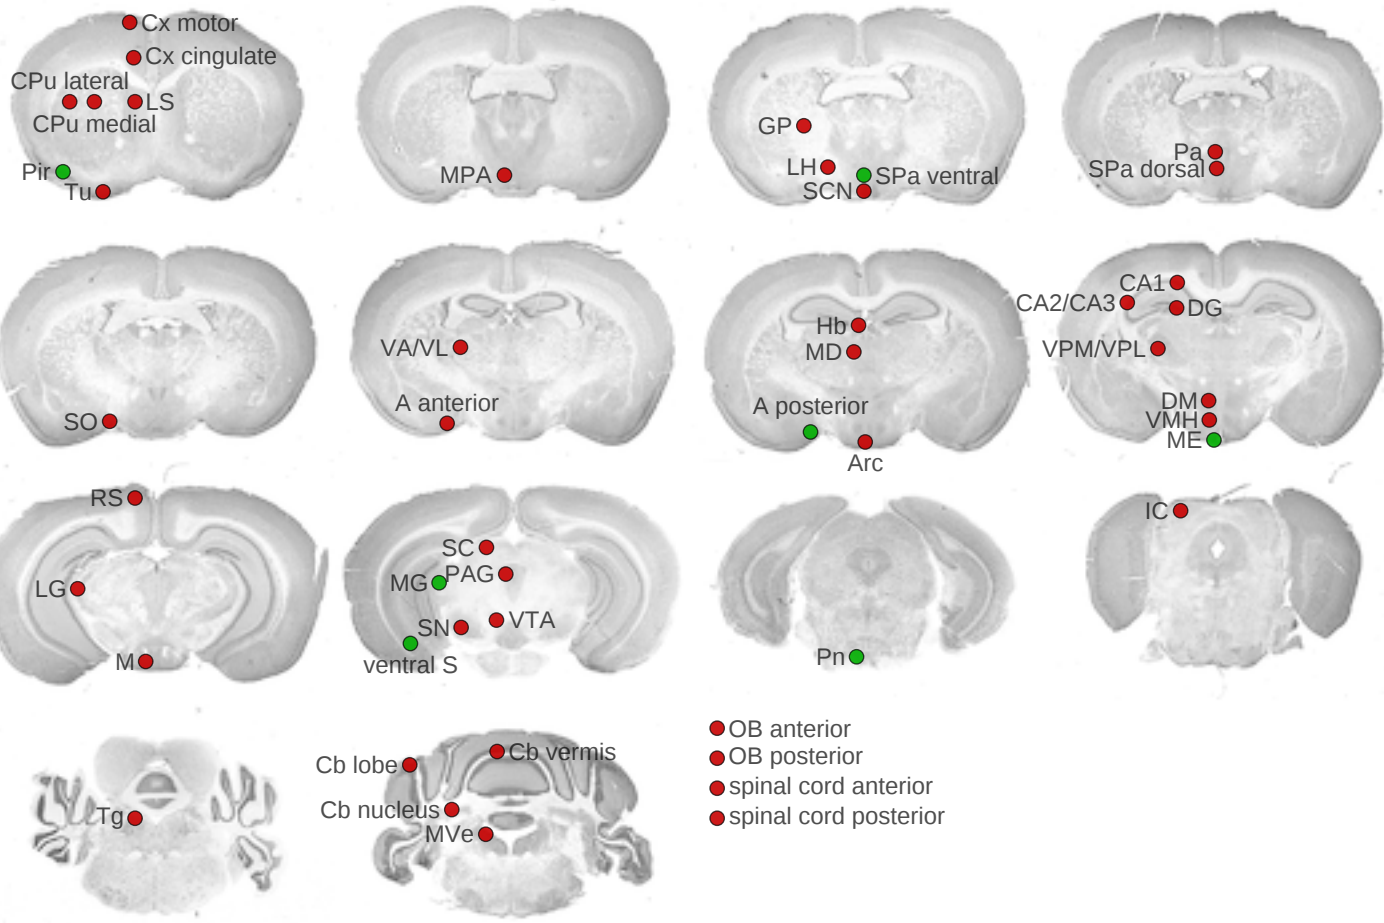 Cx motor
Cx cingulate
CPu lateral
LS
CPu medial
Pir
Tu
MPA
GP
LH
SPa ventral
SCN
Pa
SPa dorsal
SO
VA/VL
A anterior
Hb
MD
A posterior
Arc
CA1
CA2/CA3
DG
VPM/VPL
DM
VMH
ME
RS
LG
M
SC
MG
PAG
SN
VTA
ventral S
Pn
IC
Tg
Cb vermis
Cb lobe
Cb nucleus
MVe
OB anterior
OB posterior
spinal cord anterior
spinal cord posterior